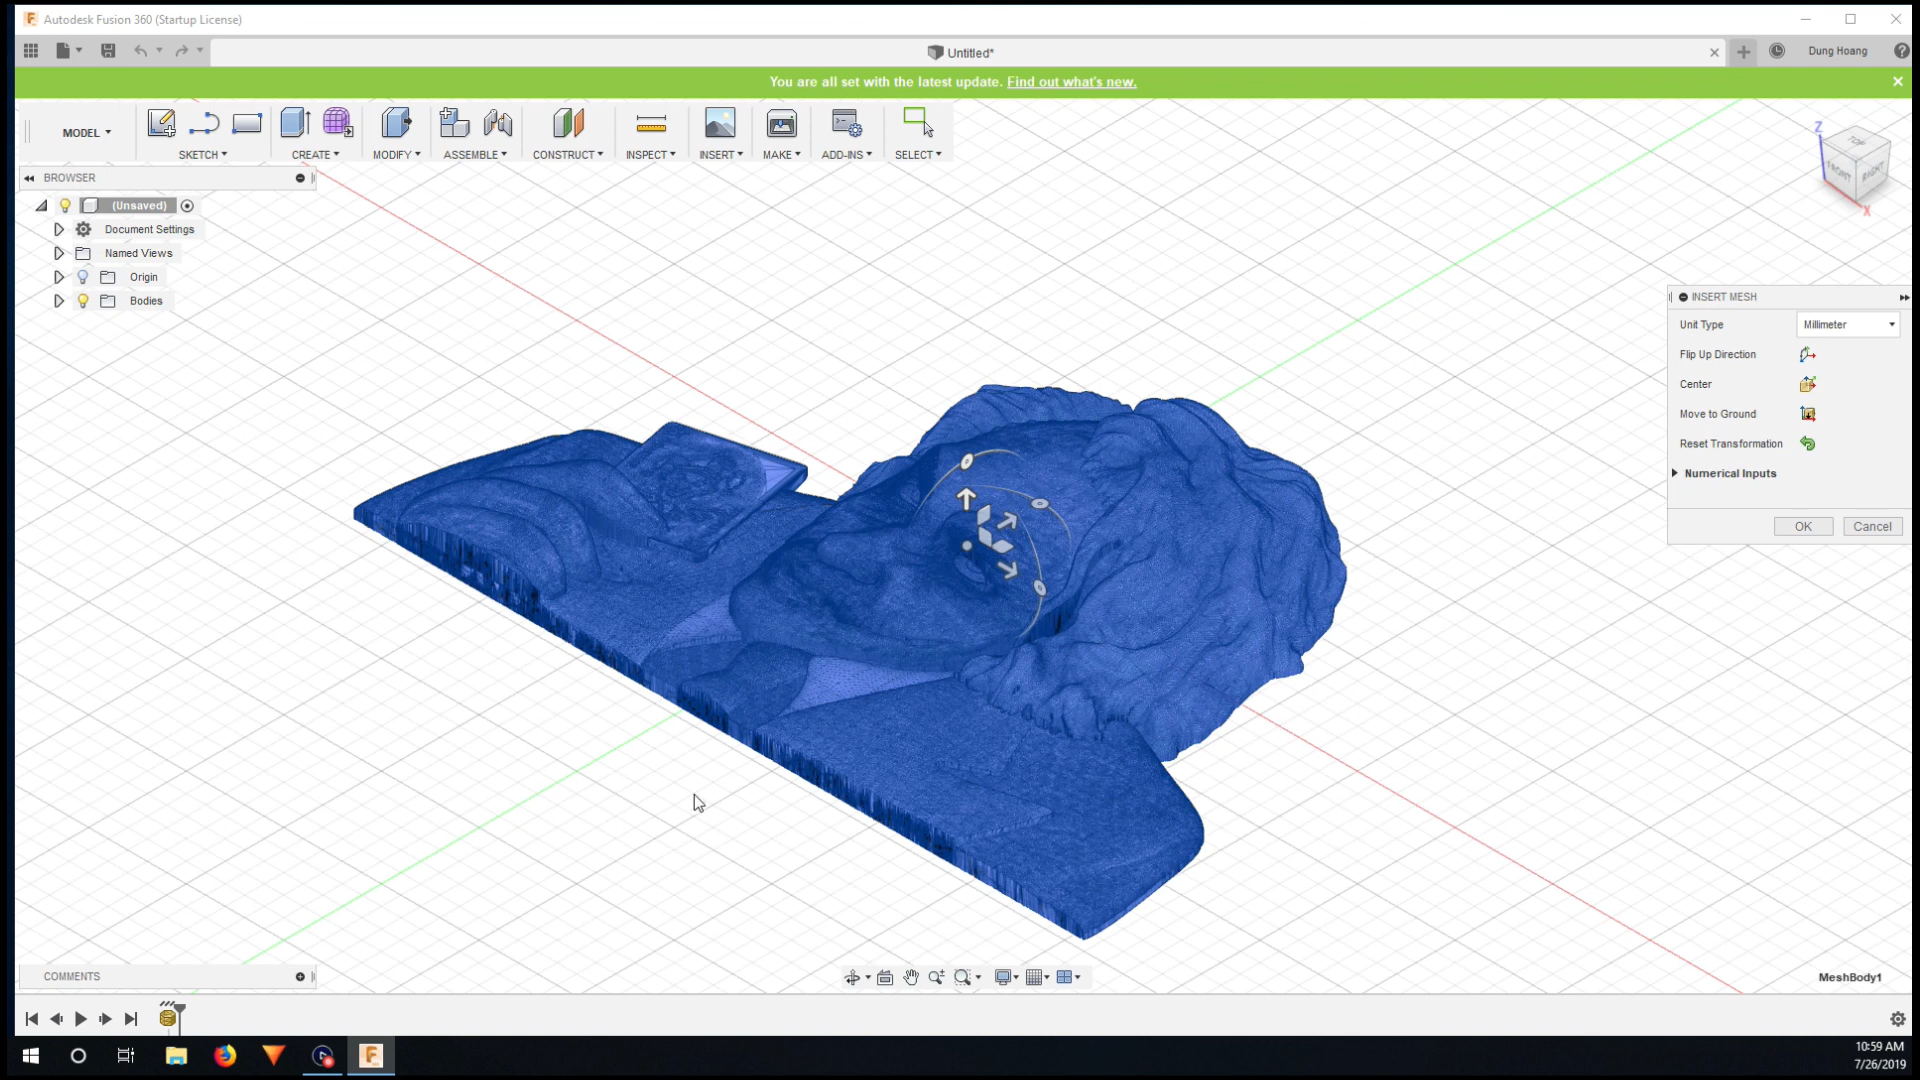 Autodesk Fusion 360 (Startup License)
Untitled*
Dung Hoang
You are all set with the latest update. Find out what's new.
MODEL
SKETCH
CREATE
MODIFY
ASSEMBLE
CONSTRUCT
INSPECT
INSERT
MAKE
ADD-INS
SELECT
BROWSER
(Unsaved)
Document Settings
Named Views
Origin
Bodies
Z
TOP
FRONT
RIGHT
X
INSERT MESH
Unit Type
Millimeter
Flip Up Direction
Center
Move to Ground
Reset Transformation
Numerical Inputs
OK
Cancel
COMMENTS
MeshBody1
10:59 AM
7/26/2019